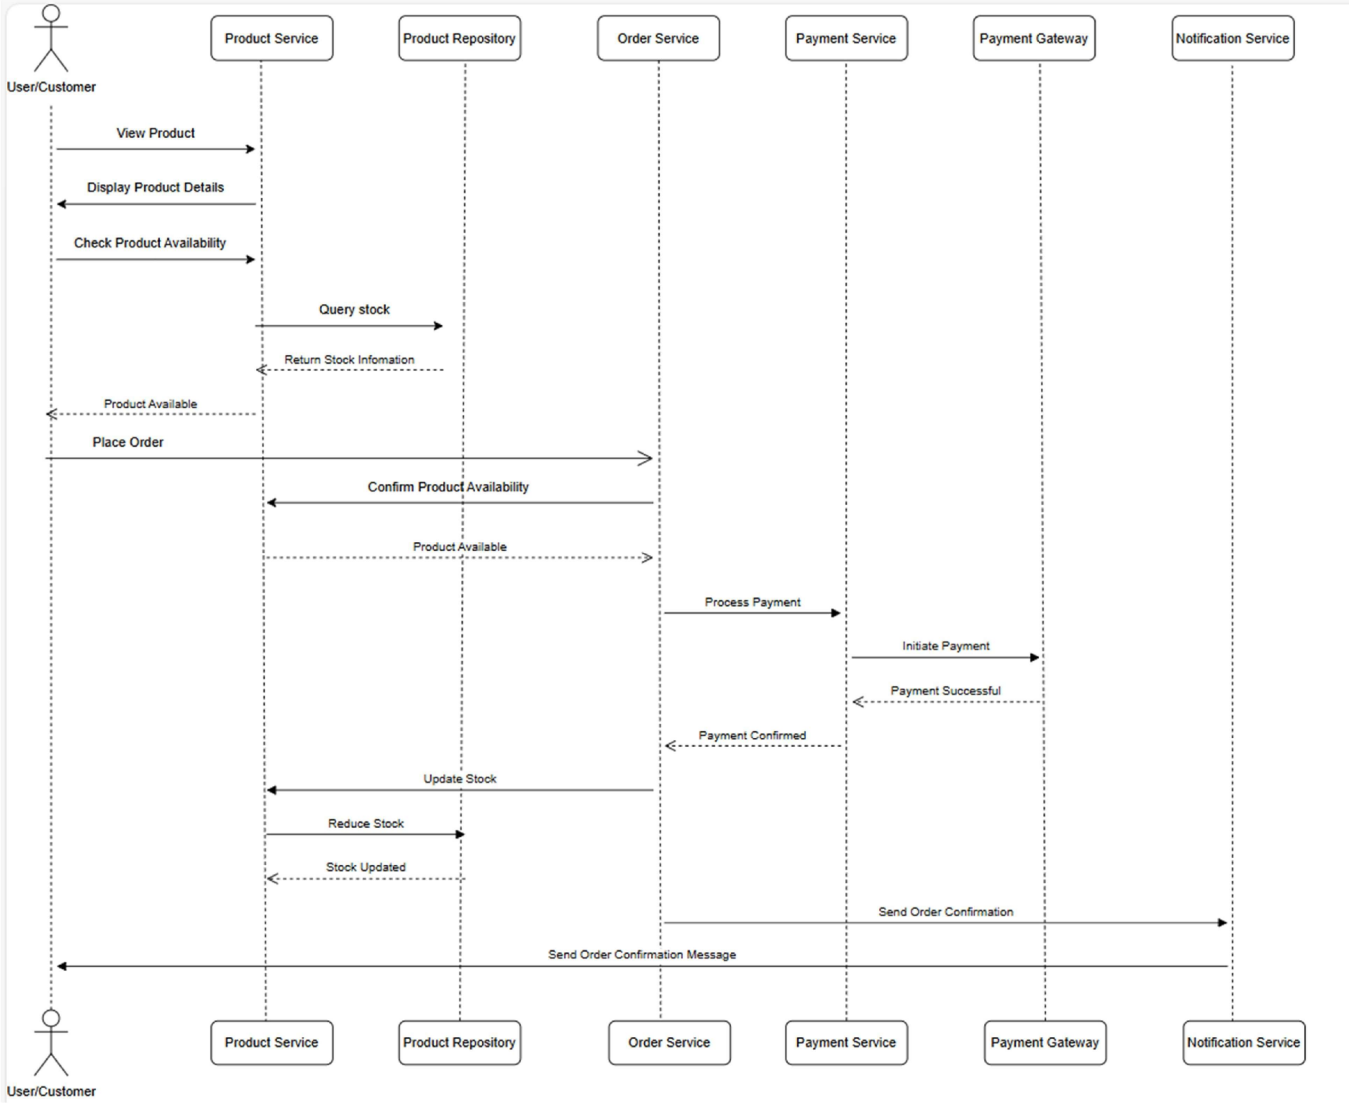 Product Service
Product Repository
Order Service
Payment Service
Payment Gateway
Notification Service
User/Customer
View Product
Display Product Details
Check Product Availability
Query stock
Return Stock Infomation
Product Available
Place Order
Confirm Product Availability
Product Available
Process Payment
Initiate Payment
Payment Successful
Payment Confirmed
Update Stock
Reduce Stock
Stock Updated
Send Order Confirmation
Send Order Confirmation Message
Product Service
Product Repository
Order Service
Payment Service
Payment Gateway
Notification Service
User/Customer